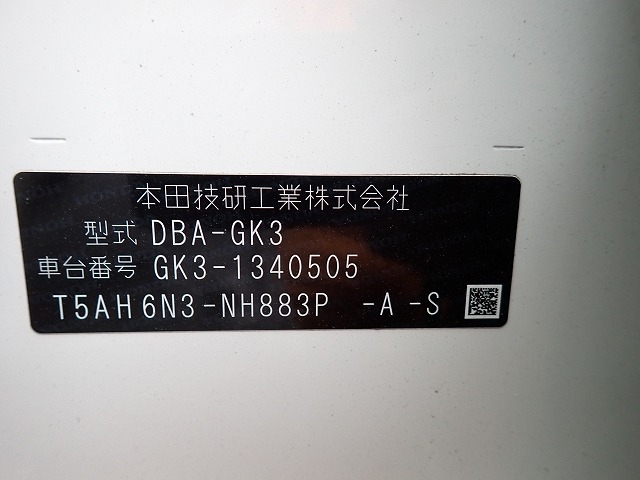 本田技研工業株式会社
型式 DBA-GK3
車台番号 GK3-1340505
T5AH6N3-NH883P -A-S